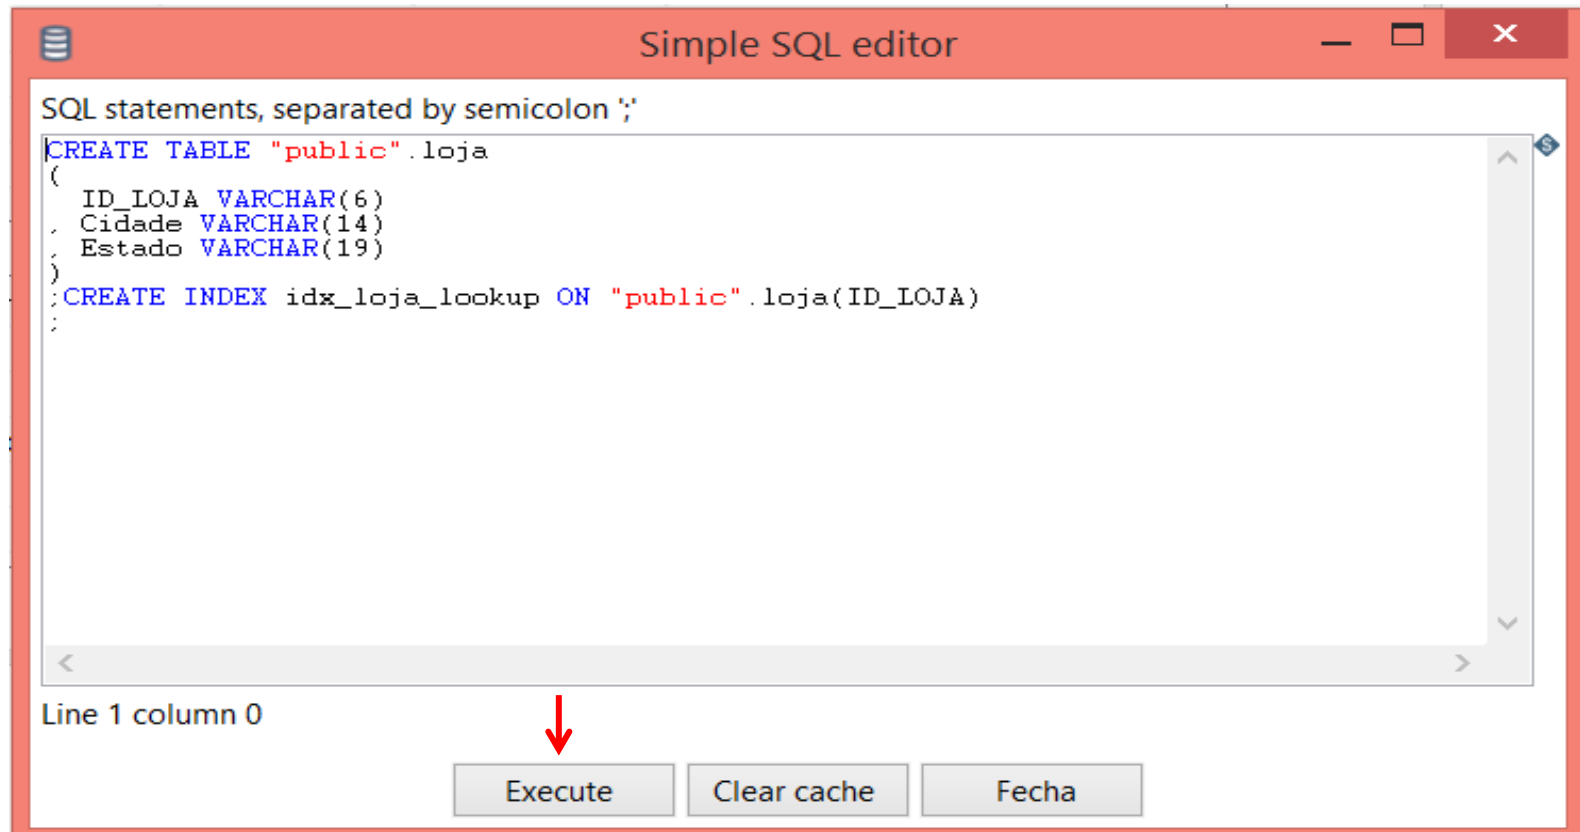 Simple SQL editor
SQL statements, separated by semicolon ';'
CREATE TABLE "public".loja
(
  ID_LOJA VARCHAR(6)
, Cidade VARCHAR(14)
, Estado VARCHAR(19)
)
;CREATE INDEX idx_loja_lookup ON "public".loja(ID_LOJA)
;
Line 1 column 0
Execute
Clear cache
Fecha